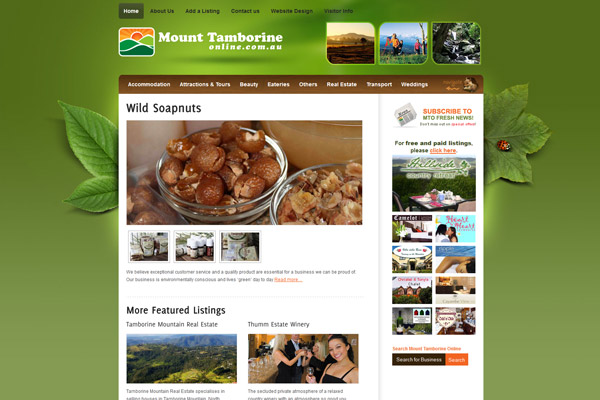 Home About Us Add a Listing Contact us Website Design Visitor Info
Mount Tamborine
online.com.au
Accommodation Attractions & Tours Beauty Eateries Others Real Estate Transport Weddings
Wild Soapnuts
We believe exceptional customer service and a quality product are essential for a business we can be proud of.
Our business is environmentally conscious and lives 'green' day to day Read more...
More Featured Listings
Tamborine Mountain Real Estate
Tamborine Mountain Real Estate specialises in
selling houses in Tamborine Mountain, North
Thumm Estate Winery
The secluded private atmosphere of a relaxed
country winery with an atmosphere so good you
SUBSCRIBE TO
MTO FRESH NEWS!
Don't miss out on special offers!
For free and paid listings,
please click here.
Hillside
country retreat
Camelot
Heart Heart
Search Mount Tamborine Online
Search for Business Search